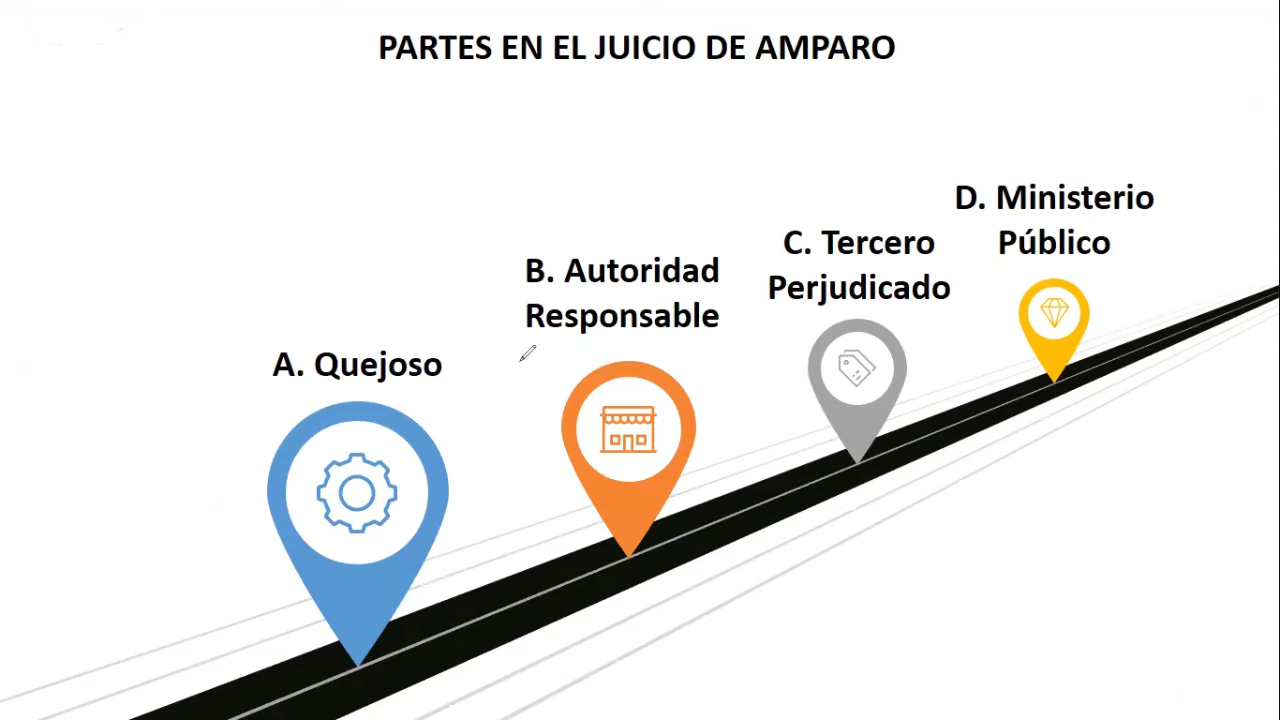 PARTES EN EL JUICIO DE AMPARO
A. Quejoso
B. Autoridad
Responsable
C. Tercero
Perjudicado
D. Ministerio
Público